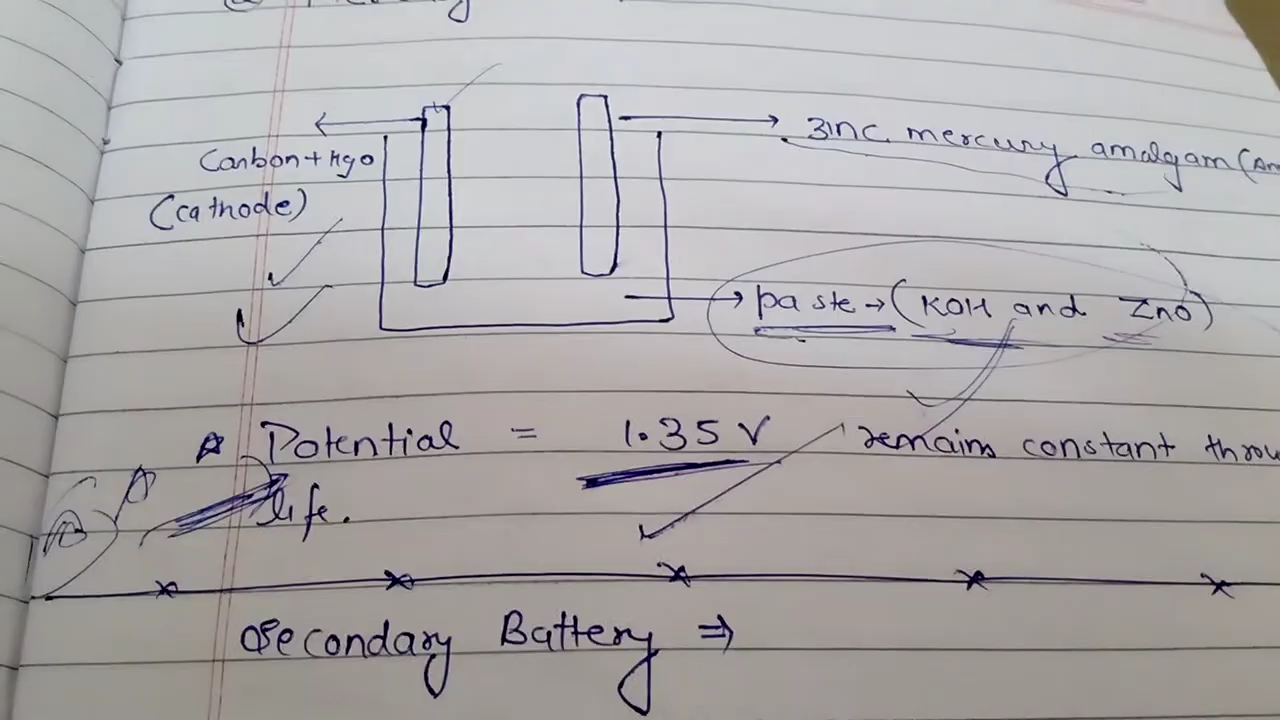 Carbon + HgO
(cathode)
zinc mercury amalgam (An
paste → (KOH and ZnO)
Potential = 1.35 V remains constant throu
life.
Secondary Battery ⇒